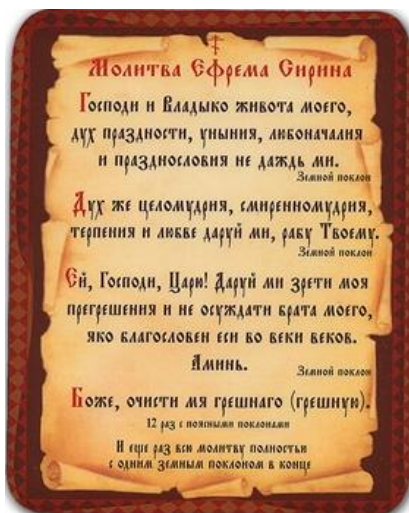 Молитва Ефрема Сирина
Господи и Владыко живота моего,
дух праздности, уныния, любоначалия
и празднословия не даждь ми.
Земной поклон
Дух же целомудрия, смиренномудрия,
терпения и любве даруй ми, рабу Твоему.
Земной поклон
Ей, Господи, Царю! Даруй ми зрети моя
прегрешения и не осуждати брата моего,
яко благословен еси во веки веков.
Аминь.
Земной поклон
Боже, очисти мя грешнаго (грешную).
12 раз с поясными поклонами
И еще раз всю молитву полностьи
с одним земным поклоном в конце